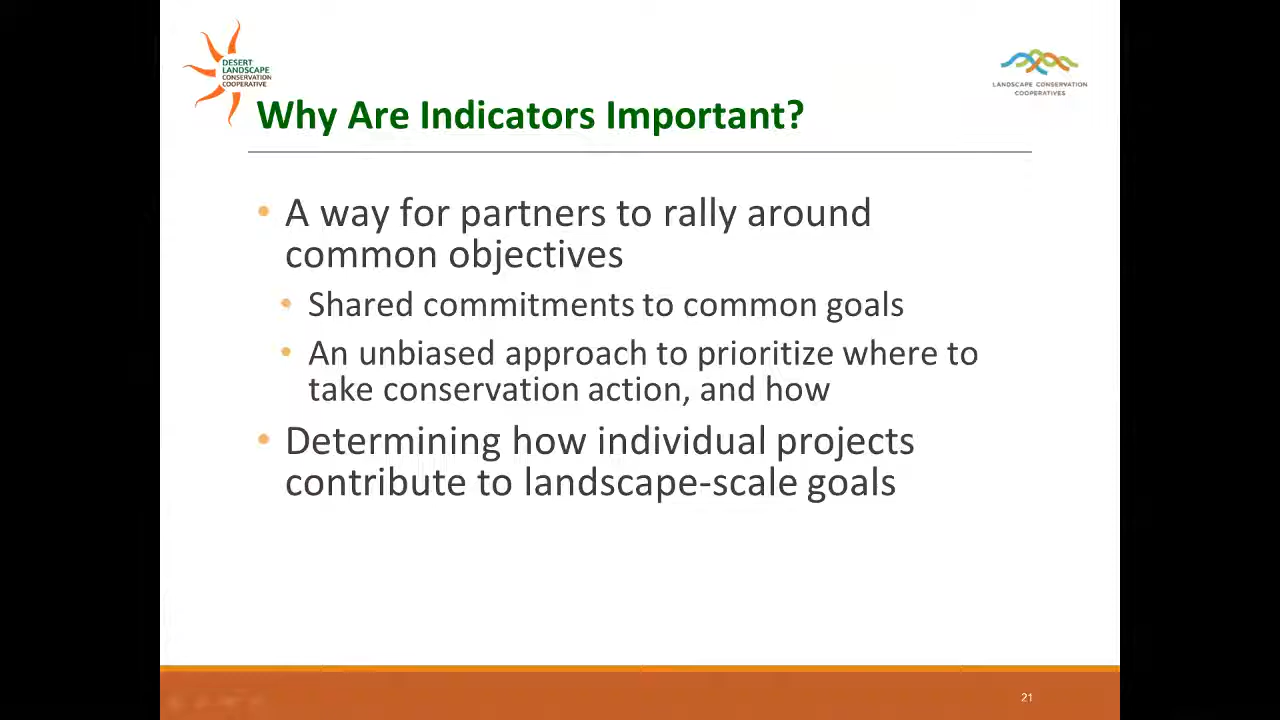 DESERT
LANDSCAPE
CONSERVATION
COOPERATIVE
LANDSCAPE CONSERVATION
COOPERATIVES
Why Are Indicators Important?
• A way for partners to rally around
common objectives
• Shared commitments to common goals
• An unbiased approach to prioritize where to
take conservation action, and how
• Determining how individual projects
contribute to landscape-scale goals
21